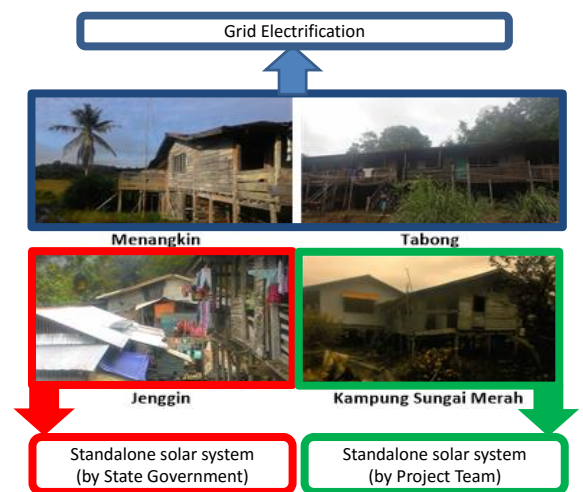 Grid Electrification
Menangkin
Tabong
Jenggin
Kampung Sungai Merah
Standalone solar system
(by State Government)
Standalone solar system
(by Project Team)